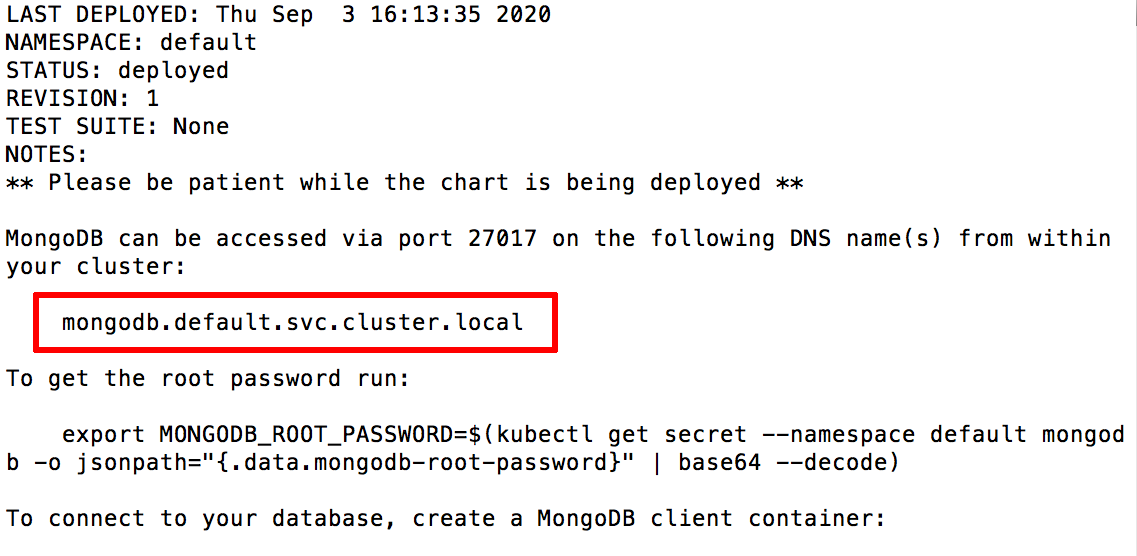 LAST DEPLOYED: Thu Sep  3 16:13:35 2020
NAMESPACE: default
STATUS: deployed
REVISION: 1
TEST SUITE: None
NOTES:
** Please be patient while the chart is being deployed **
MongoDB can be accessed via port 27017 on the following DNS name(s) from within
your cluster:
mongodb.default.svc.cluster.local
To get the root password run:
export MONGODB_ROOT_PASSWORD=$(kubectl get secret --namespace default mongod
b -o jsonpath="{.data.mongodb-root-password}" | base64 --decode)
To connect to your database, create a MongoDB client container: